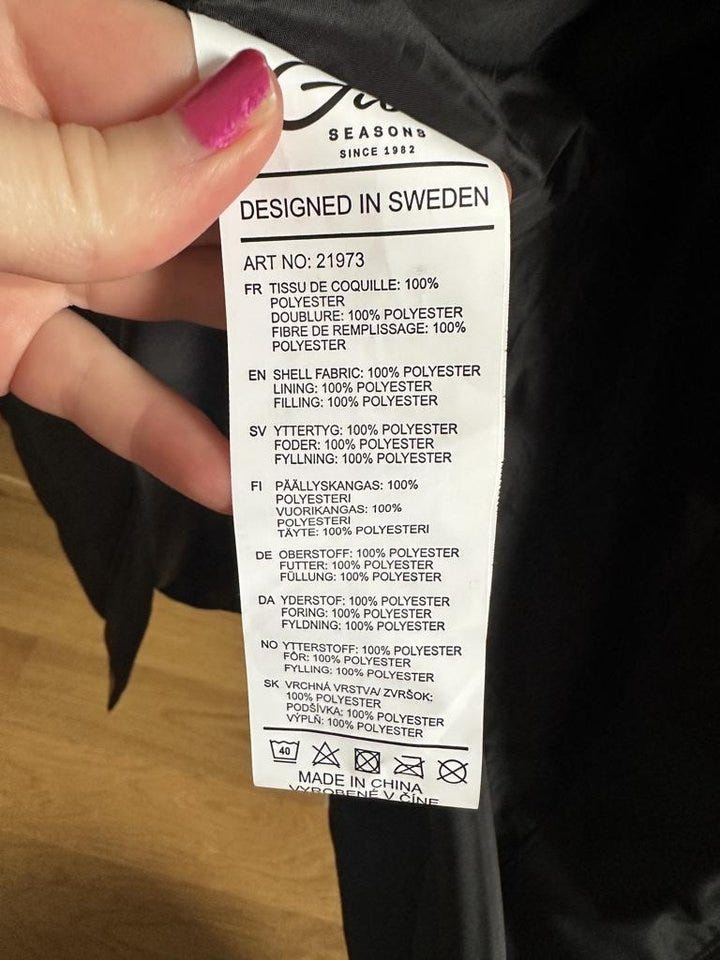 SEASONS
SINCE 1982
DESIGNED IN SWEDEN
ART NO: 21973
FR TISSU DE COQUILLE: 100%
POLYESTER
DOUBLURE: 100% POLYESTER
FIBRE DE REMPLISSAGE: 100%
POLYESTER
EN SHELL FABRIC: 100% POLYESTER
LINING: 100% POLYESTER
FILLING: 100% POLYESTER
SV YTTERTYG: 100% POLYESTER
FODER: 100% POLYESTER
FYLLNING: 100% POLYESTER
FI PÄÄLLYSKANGAS: 100%
POLYESTERI
VUORIKANGAS: 100%
POLYESTERI
TÄYTE: 100% POLYESTERI
DE OBERSTOFF: 100% POLYESTER
FUTTER: 100% POLYESTER
FÜLLUNG: 100% POLYESTER
DA YDERSTOF: 100% POLYESTER
FORING: 100% POLYESTER
FYLDNING: 100% POLYESTER
NO YTTERSTOFF: 100% POLYESTER
FÔR: 100% POLYESTER
FYLLING: 100% POLYESTER
SK VRCHNÁ VRSTVA/ ZVRŠOK:
100% POLYESTER
PODŠÍVKA: 100% POLYESTER
VÝPLŇ: 100% POLYESTER
40
MADE IN CHINA
VYROBENÉ V ČÍNE